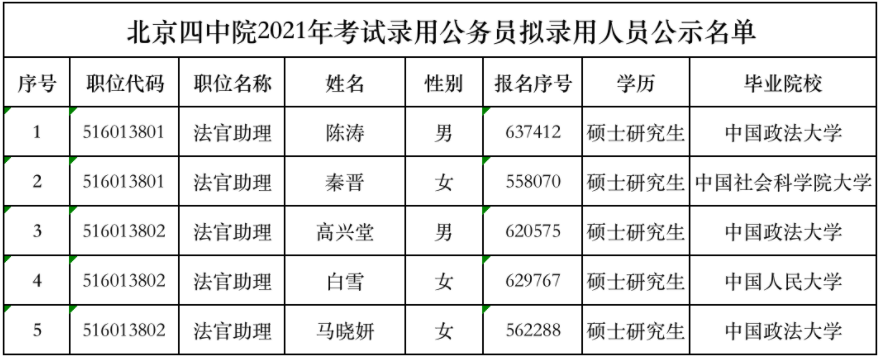 北京四中院2021年考试录用公务员拟录用人员公示名单
序号 职位代码 职位名称 姓名 性别 报名序号 学历 毕业院校
1 516013801 法官助理 陈涛 男 637412 硕士研究生 中国政法大学
2 516013801 法官助理 秦晋 女 558070 硕士研究生 中国社会科学院大学
3 516013802 法官助理 高兴堂 男 620575 硕士研究生 中国政法大学
4 516013802 法官助理 白雪 女 629767 硕士研究生 中国人民大学
5 516013802 法官助理 马晓妍 女 562288 硕士研究生 中国政法大学